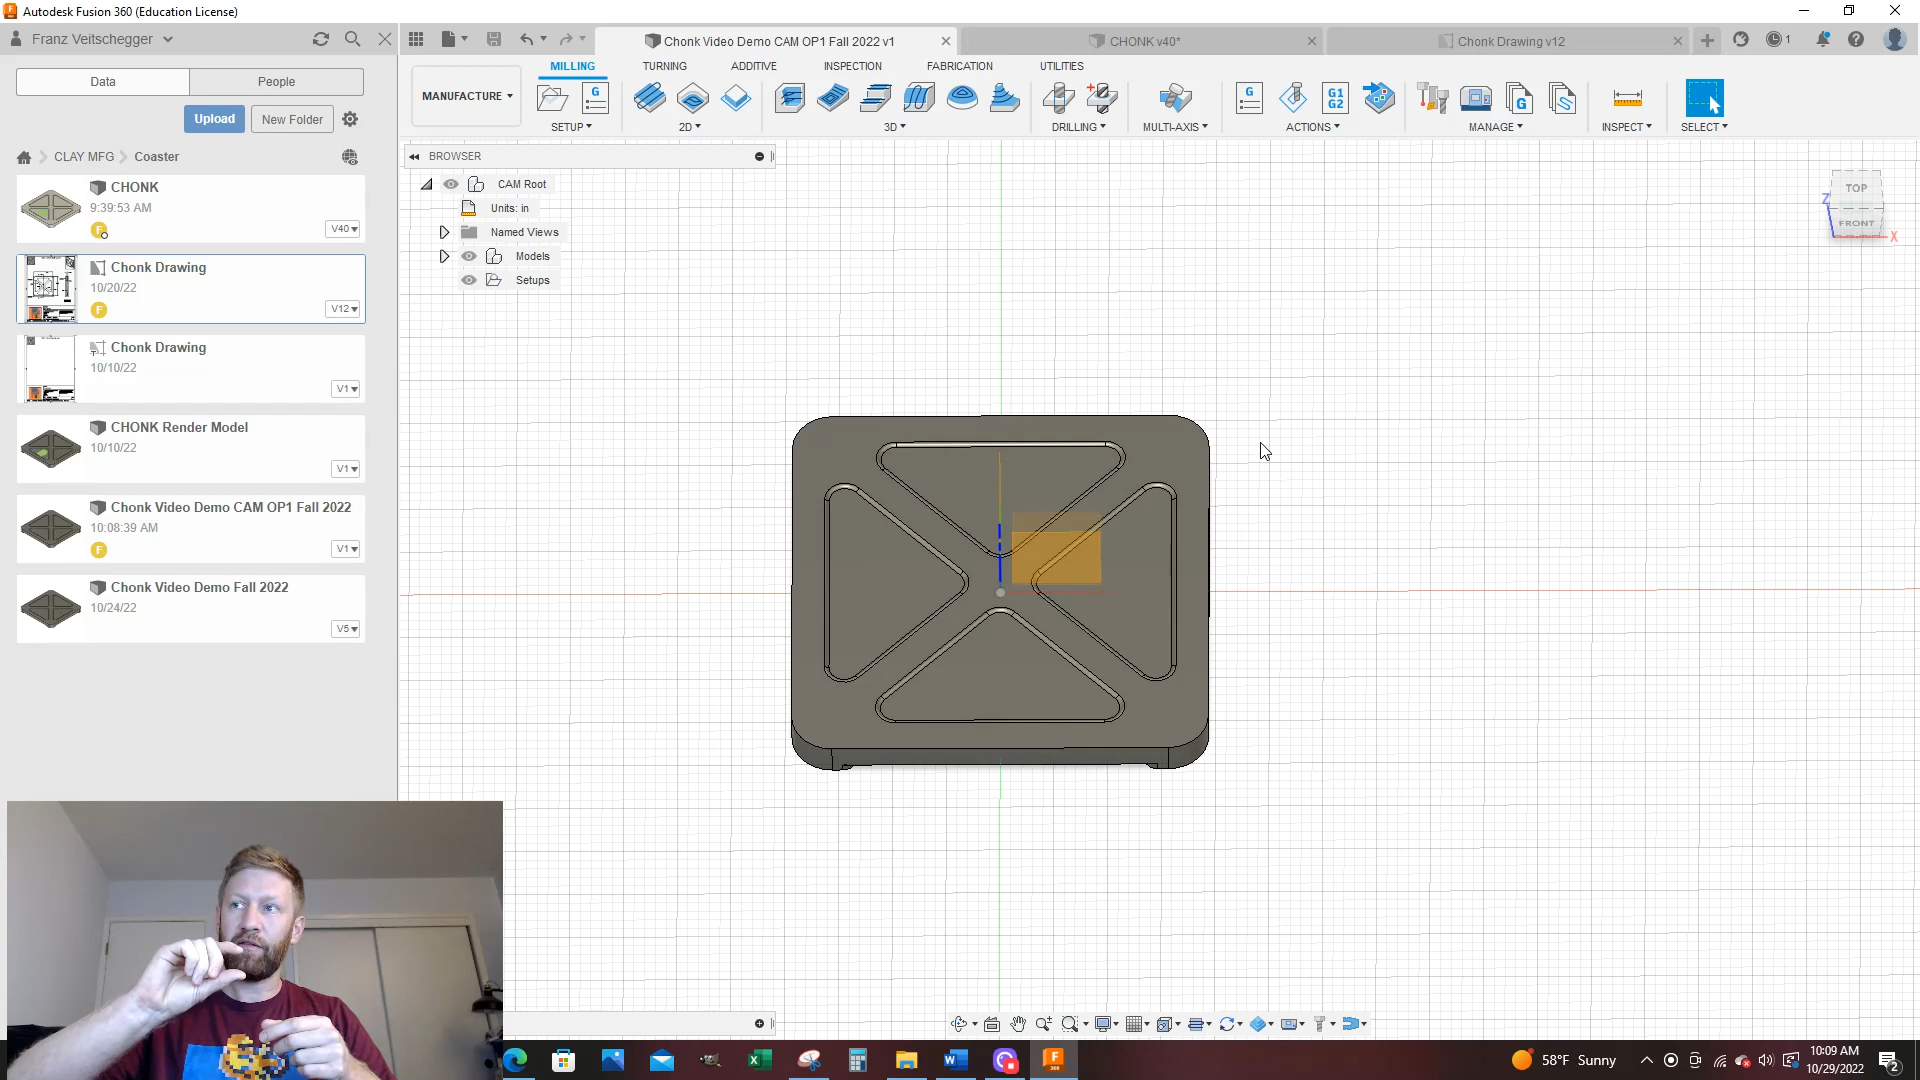 Autodesk Fusion 360 (Education License)
Franz Veitschegger
Chonk Video Demo CAM OP1 Fall 2022 v1
CHONK v40*
Chonk Drawing v12
1
Data
People
Upload
New Folder
CLAY MFG
Coaster
CHONK
9:39:53 AM
F
V40
Chonk Drawing
10/20/22
F
V12
Chonk Drawing
10/10/22
V1
CHONK Render Model
10/10/22
V1
Chonk Video Demo CAM OP1 Fall 2022
10:08:39 AM
F
V1
Chonk Video Demo Fall 2022
10/24/22
V5
MANUFACTURE
MILLING
TURNING
ADDITIVE
INSPECTION
FABRICATION
UTILITIES
G
G
G1
G2
G
S
SETUP
2D
3D
DRILLING
MULTI-AXIS
ACTIONS
MANAGE
INSPECT
SELECT
BROWSER
CAM Root
Units: in
Named Views
Models
Setups
TOP
FRONT
Z
X
58°F Sunny
10:09 AM
10/29/2022
2